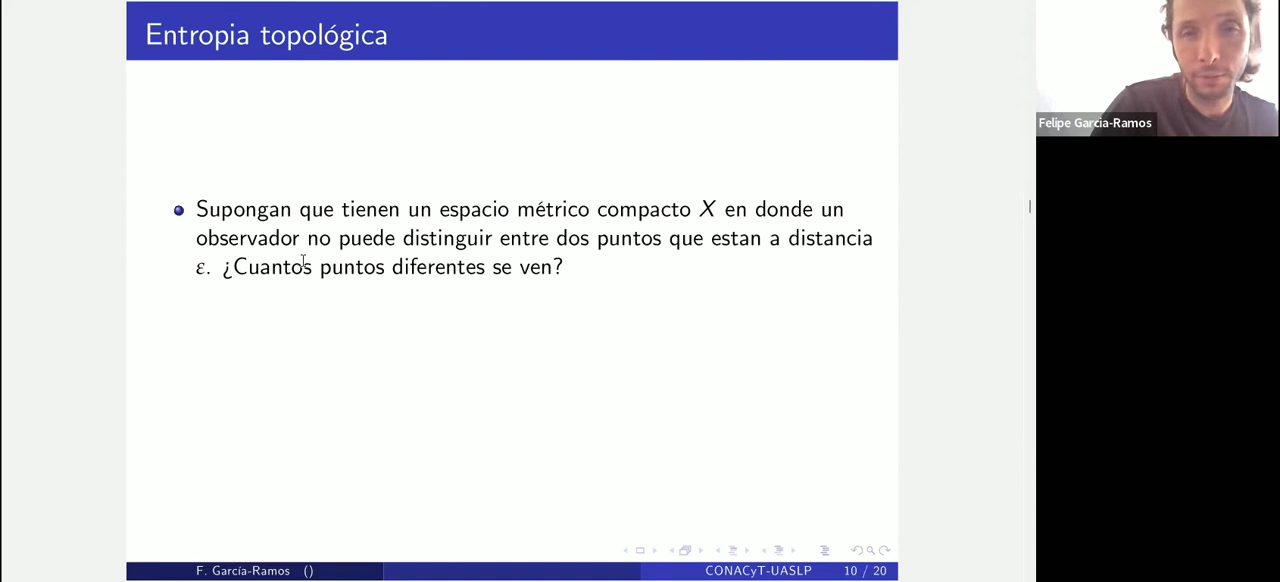 Entropia topológica
Supongan que tienen un espacio métrico compacto X en donde un
observador no puede distinguir entre dos puntos que estan a distancia
ε. ¿Cuantos puntos diferentes se ven?
F. García-Ramos ()
CONACyT-UASLP
10 / 20
Felipe García-Ramos